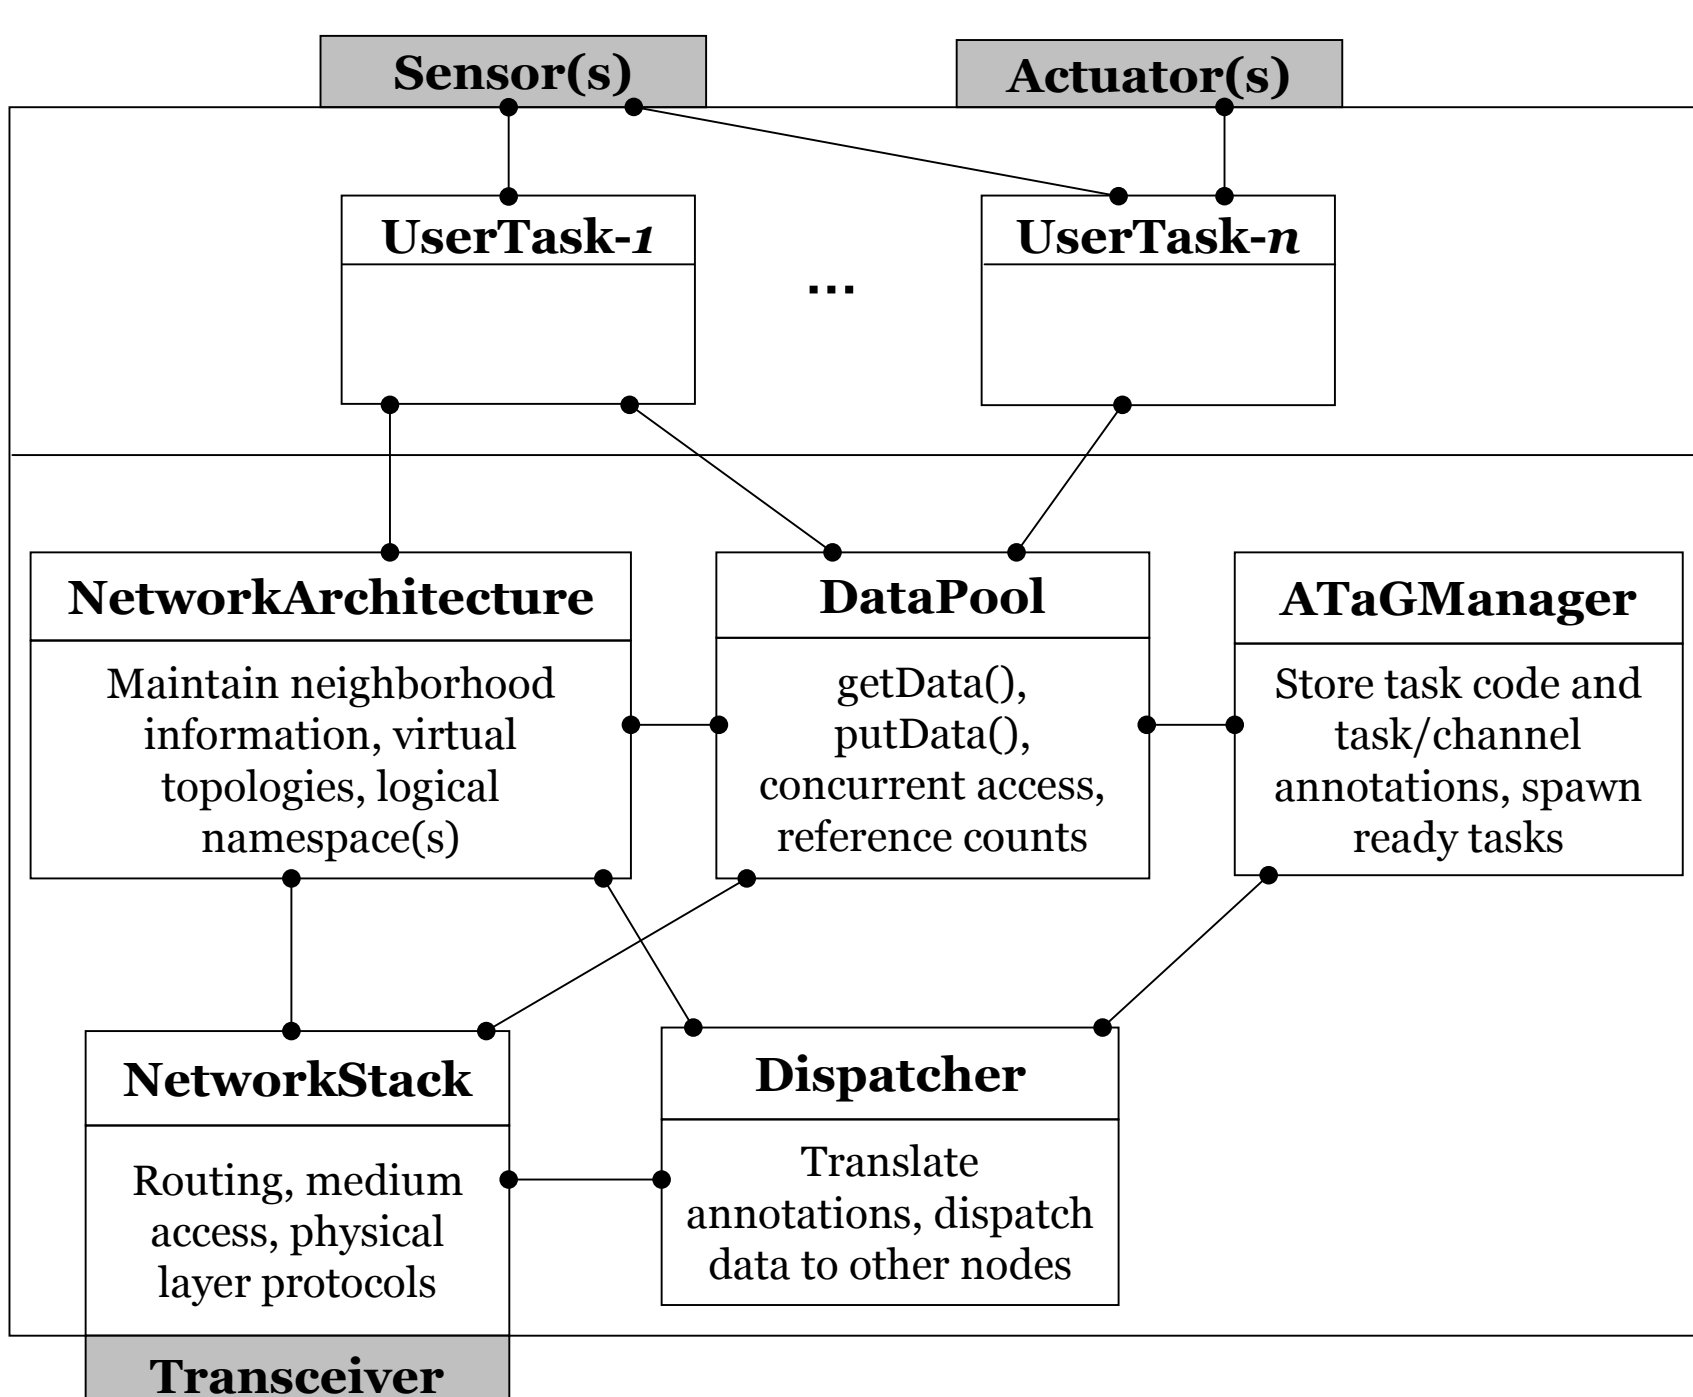 Sensor(s)
Actuator(s)
UserTask-1
...
UserTask-n
NetworkArchitecture
Maintain neighborhood
information, virtual
topologies, logical
namespace(s)
DataPool
getData(),
putData(),
concurrent access,
reference counts
ATaGManager
Store task code and
task/channel
annotations, spawn
ready tasks
NetworkStack
Routing, medium
access, physical
layer protocols
Dispatcher
Translate
annotations, dispatch
data to other nodes
Transceiver